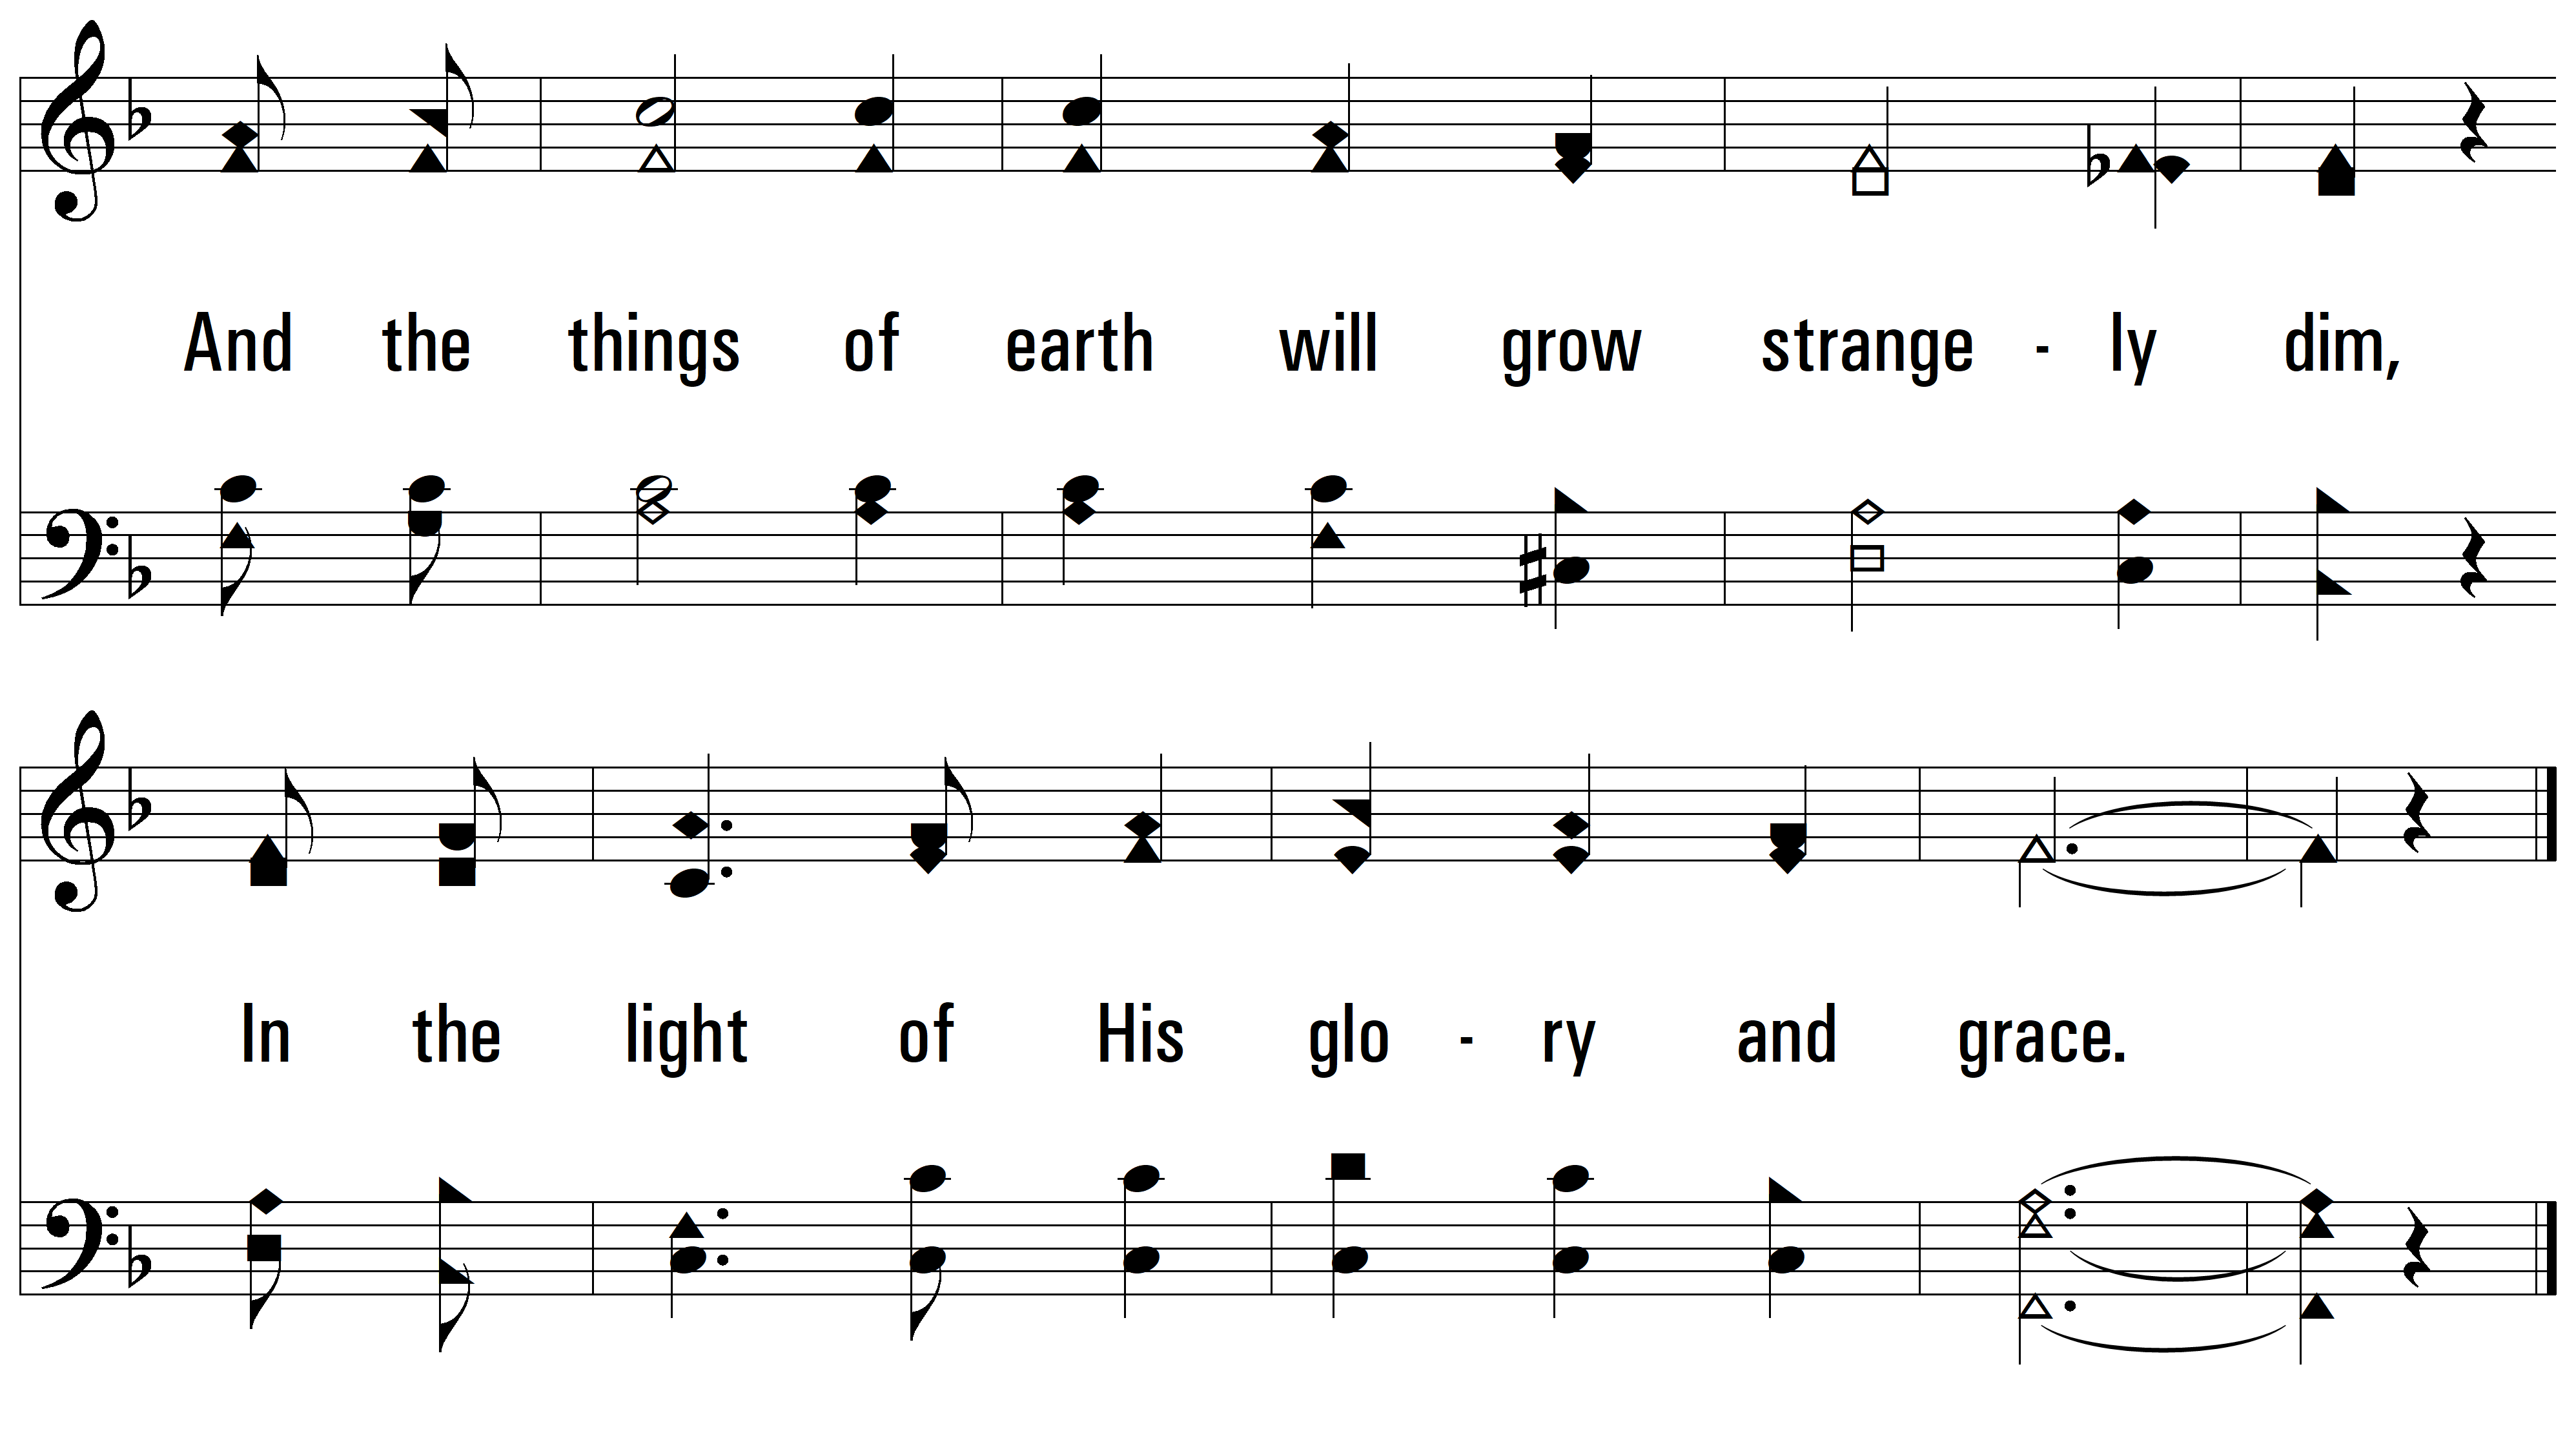 And the things of earth will grow strange - ly dim,
In the light of His glo - ry and grace.